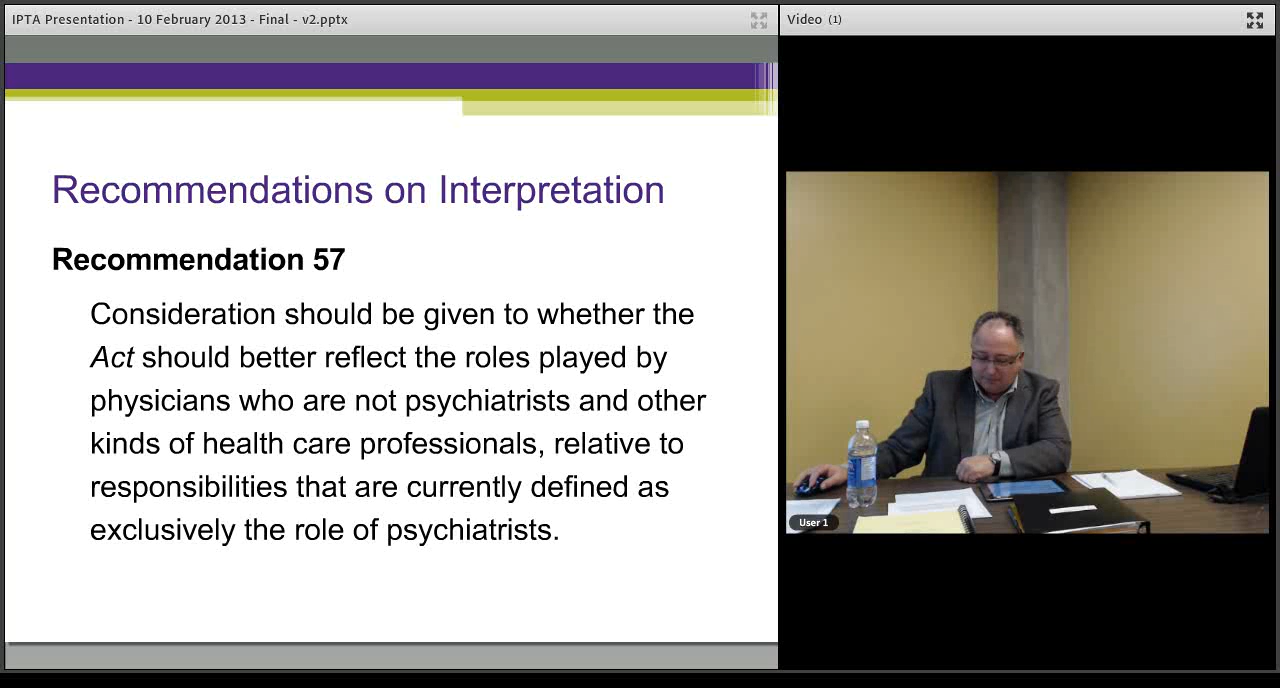 IPTA Presentation - 10 February 2013 - Final - v2.pptx
Video (1)
Recommendations on Interpretation
Recommendation 57
Consideration should be given to whether the
Act should better reflect the roles played by
physicians who are not psychiatrists and other
kinds of health care professionals, relative to
responsibilities that are currently defined as
exclusively the role of psychiatrists.
User 1